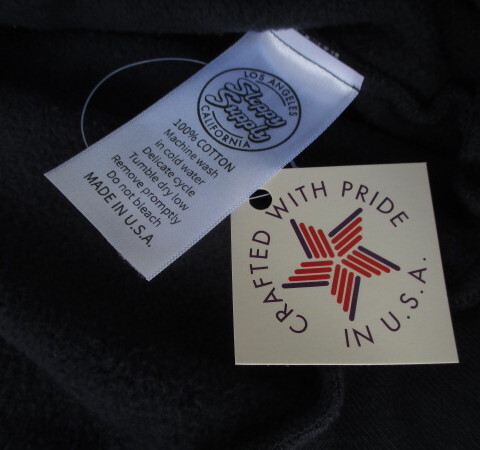 LOS ANGELES
Slappy
Supply
CALIFORNIA
100% COTTON
Machine wash
in cold water
Delicate cycle
Tumble dry low
Remove promptly
Do not bleach
MADE IN U.S.A.
CRAFTED WITH PRIDE
IN U.S.A.